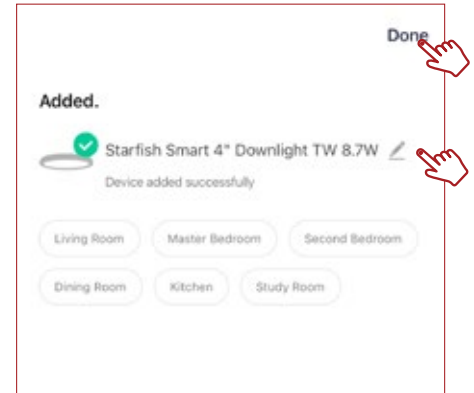 Done
Added.
Starfish Smart 4" Downlight TW 8.7W
Device added successfully
Living Room Master Bedroom Second Bedroom
Dining Room Kitchen Study Room